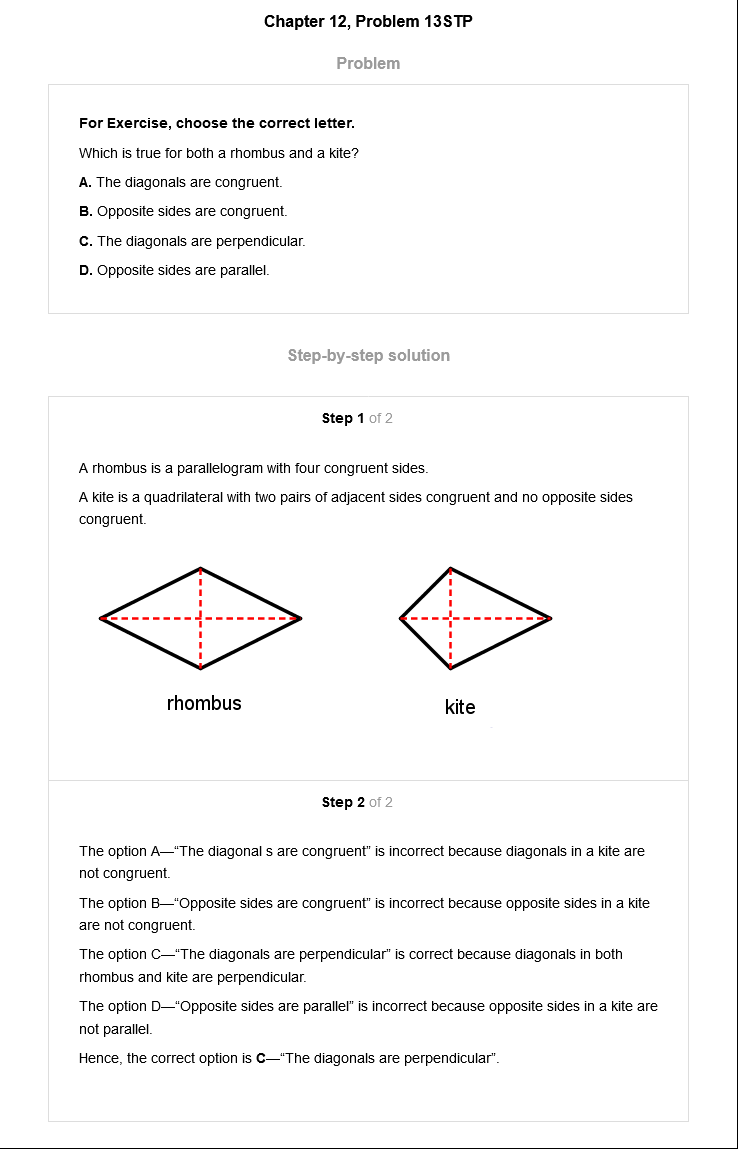 Chapter 12, Problem 13STP
Problem
For Exercise, choose the correct letter.
Which is true for both a rhombus and a kite?
A. The diagonals are congruent.
B. Opposite sides are congruent.
C. The diagonals are perpendicular.
D. Opposite sides are parallel.
Step-by-step solution
Step 1 of 2
A rhombus is a parallelogram with four congruent sides.
A kite is a quadrilateral with two pairs of adjacent sides congruent and no opposite sides
congruent.
rhombus
kite
Step 2 of 2
The option A—“The diagonal s are congruent” is incorrect because diagonals in a kite are
not congruent.
The option B—“Opposite sides are congruent” is incorrect because opposite sides in a kite
are not congruent.
The option C—“The diagonals are perpendicular” is correct because diagonals in both
rhombus and kite are perpendicular.
The option D—“Opposite sides are parallel” is incorrect because opposite sides in a kite are
not parallel.
Hence, the correct option is C—“The diagonals are perpendicular”.